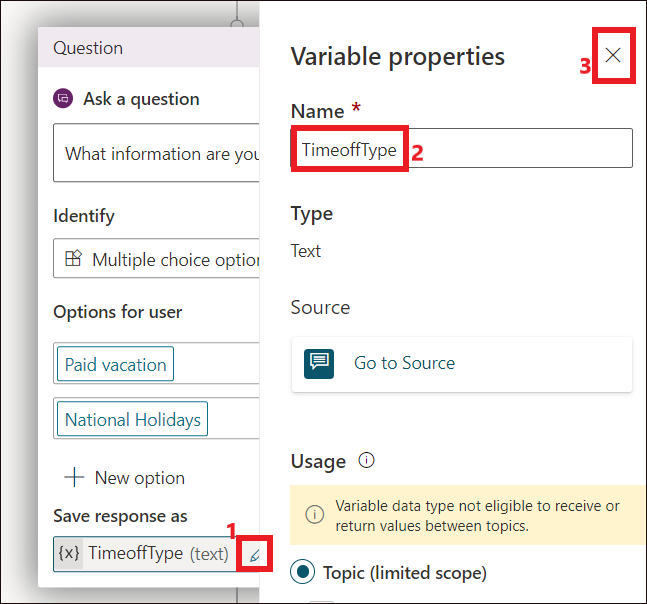 Question
Ask a question
What information are you
Identify
Multiple choice option
Options for user
Paid vacation
National Holidays
New option
Save response as
1
{x} TimeoffType (text)
Variable properties
3
Name *
TimeoffType 2
Type
Text
Source
Go to Source
Usage
Variable data type not eligible to receive or
return values between topics.
Topic (limited scope)